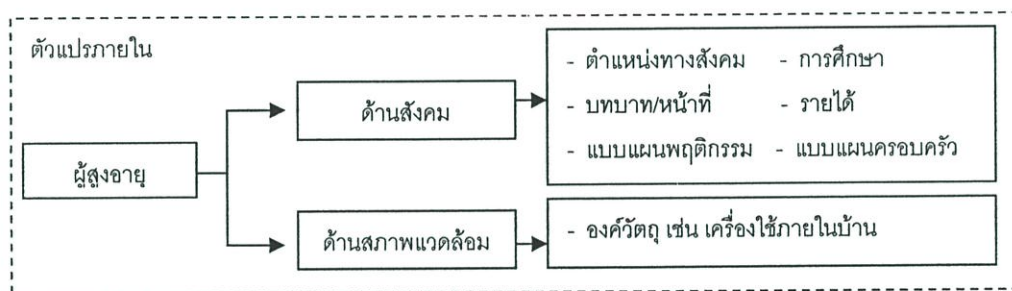 ตัวแปรภายใน
- ตำแหน่งทางสังคม - การศึกษา
- บทบาท/หน้าที่ - รายได้
- แบบแผนพฤติกรรม - แบบแผนครอบครัว
ด้านสังคม
ผู้สูงอายุ
ด้านสภาพแวดล้อม
- องค์วัตถุ เช่น เครื่องใช้ภายในบ้าน